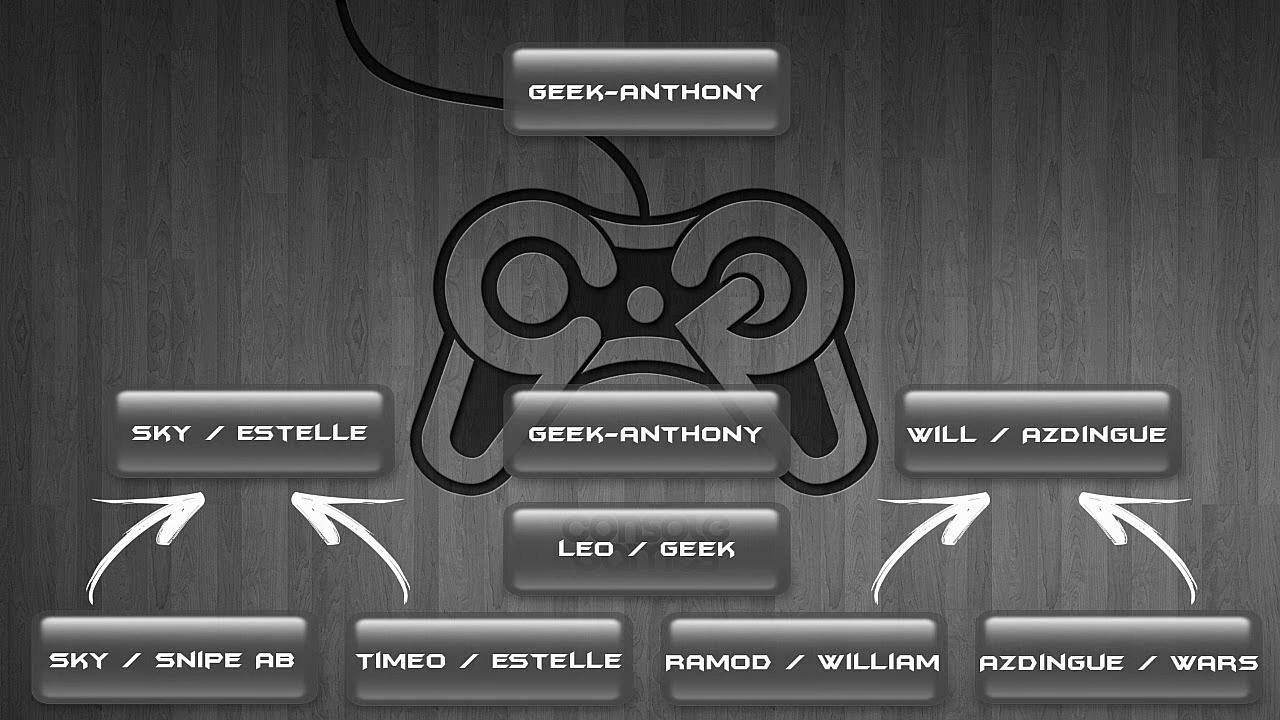 GEEK-ANTHONY
SKY / ESTELLE
GEEK-ANTHONY
WILL / AZDINGUE
console
LEO / GEEK
SKY / SNIPE AB
TIMEO / ESTELLE
RAMOD / WILLIAM
AZDINGUE / WARS